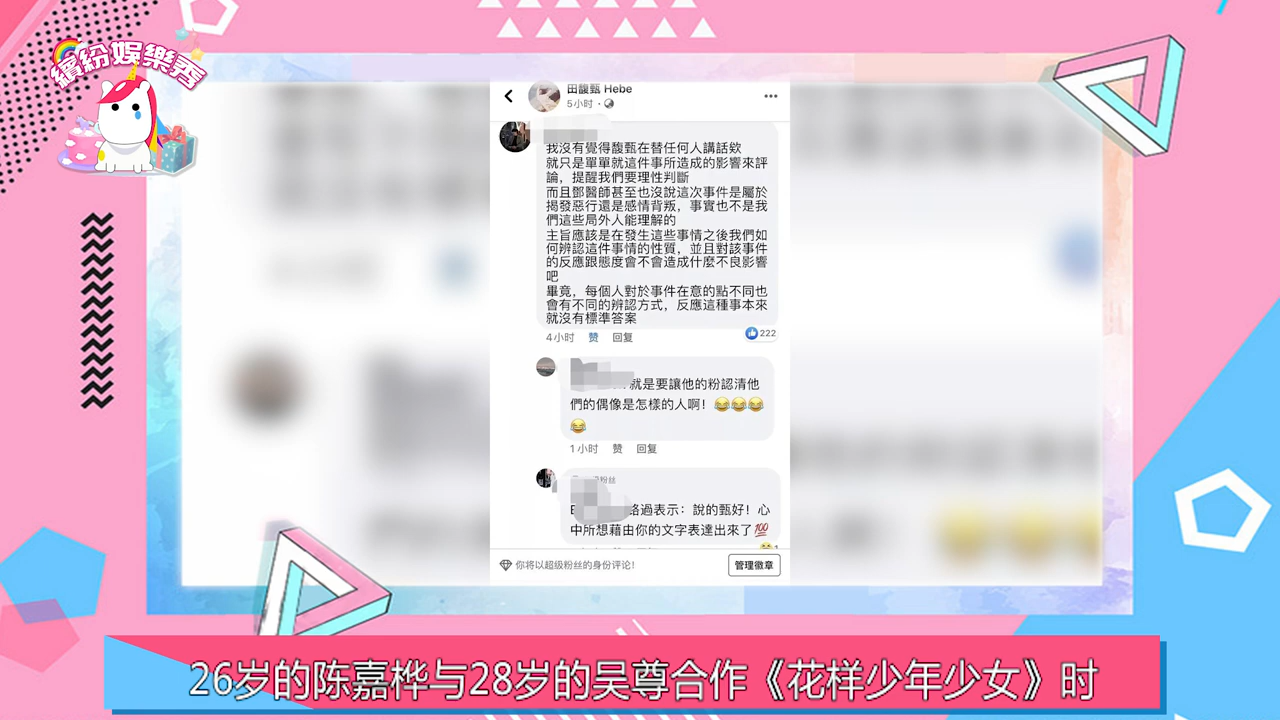 繽紛娛樂秀
田馥甄 Hebe
5小时
我沒有覺得馥甄在替任何人講話欸
就只是單單就這件事所造成的影響來評
論，提醒我們要理性判斷
而且鄧醫師甚至也沒說這次事件是屬於
揭發惡行還是感情背叛，事實也不是我
們這些局外人能理解的
主旨應該是在發生這些事情之後我們如
何辨認這件事情的性質，並且對該事件
的反應跟態度會不會造成什麼不良影響
吧
畢竟，每個人對於事件在意的點不同也
會有不同的辨認方式，反應這種事本來
就沒有標準答案
4小时 赞 回复 222
就是要讓他的粉認清他
們的偶像是怎樣的人啊！😂😂😂
😂
1小时 赞 回复
粉丝
路過表示：說的甄好！心
中所想藉由你的文字表達出來了💯
1
你将以超级粉丝的身份评论！ 管理徽章
26岁的陈嘉桦与28岁的吴尊合作《花样少年少女》时